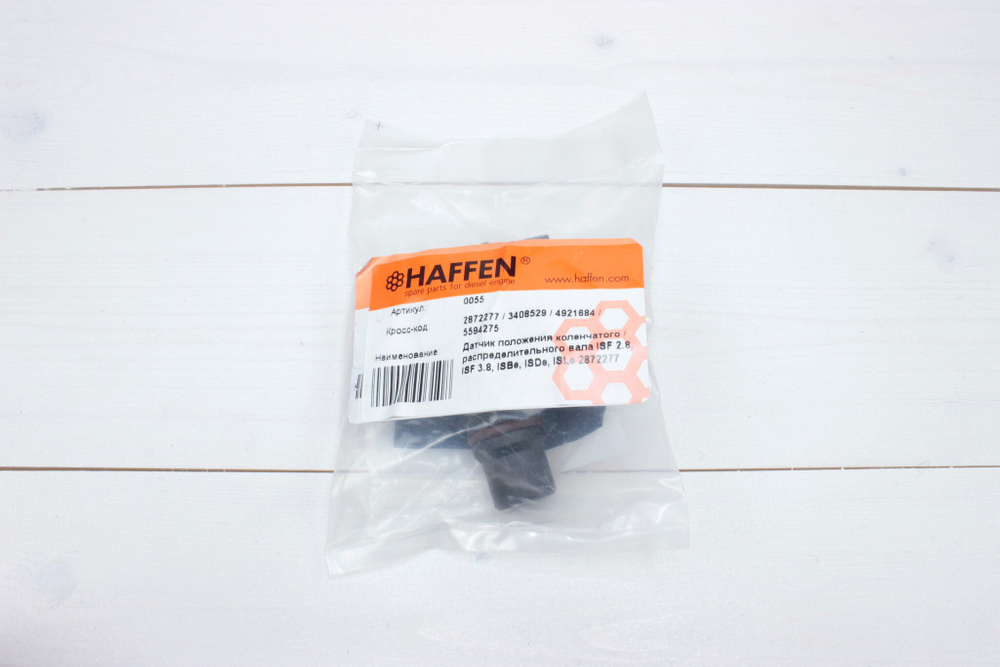 HAFFEN®
spare parts for diesel engine
www.haffen.com
Артикул: 0055
Кросс-код: 2872277 / 3408529 / 4921684 /
5594275
Наименование Датчик положения коленчатого /
распределительного вала ISF 2.8,
ISF 3.8, ISBe, ISDe, ISLe 2872277